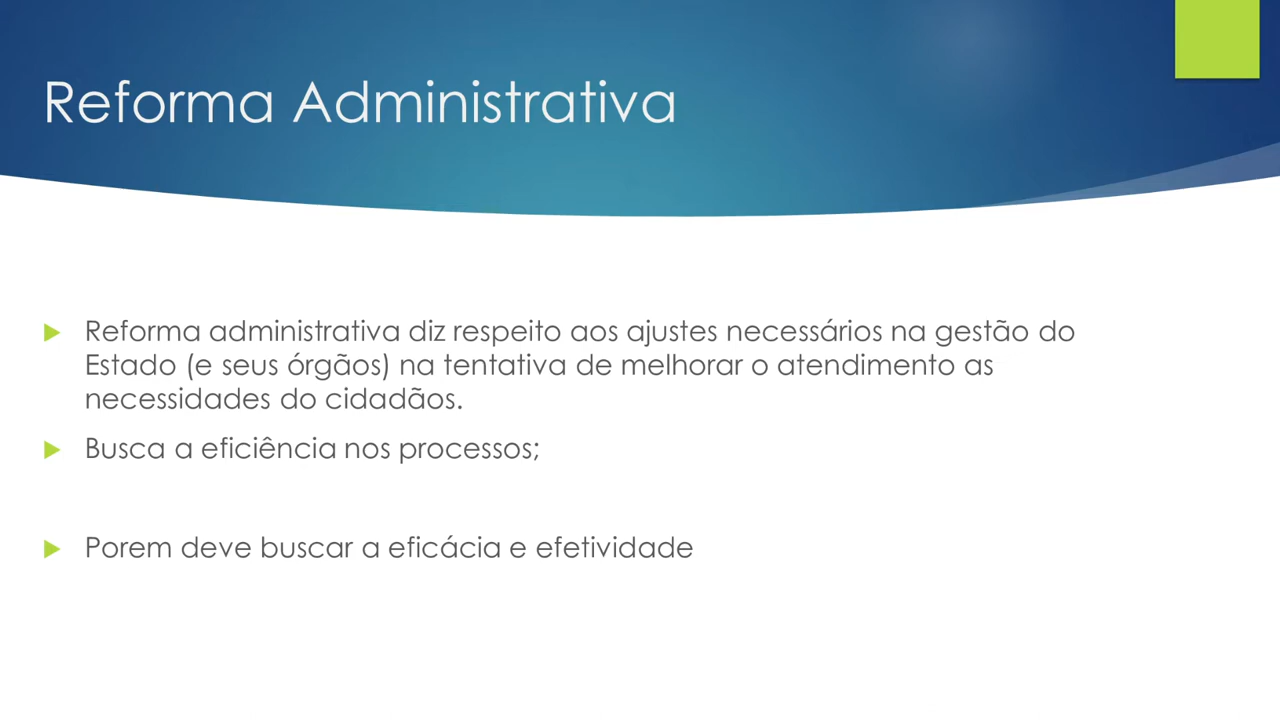 Reforma Administrativa
Reforma administrativa diz respeito aos ajustes necessários na gestão do
Estado (e seus órgãos) na tentativa de melhorar o atendimento as
necessidades do cidadãos.
Busca a eficiência nos processos;
Porem deve buscar a eficácia e efetividade